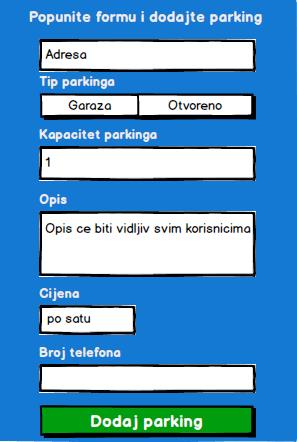 Popunite formu i dodajte parking
Adresa
Tip parkinga
Garaza Otvoreno
Kapacitet parkinga
1
Opis
Opis ce biti vidljiv svim korisnicima
Cijena
po satu
Broj telefona
Dodaj parking